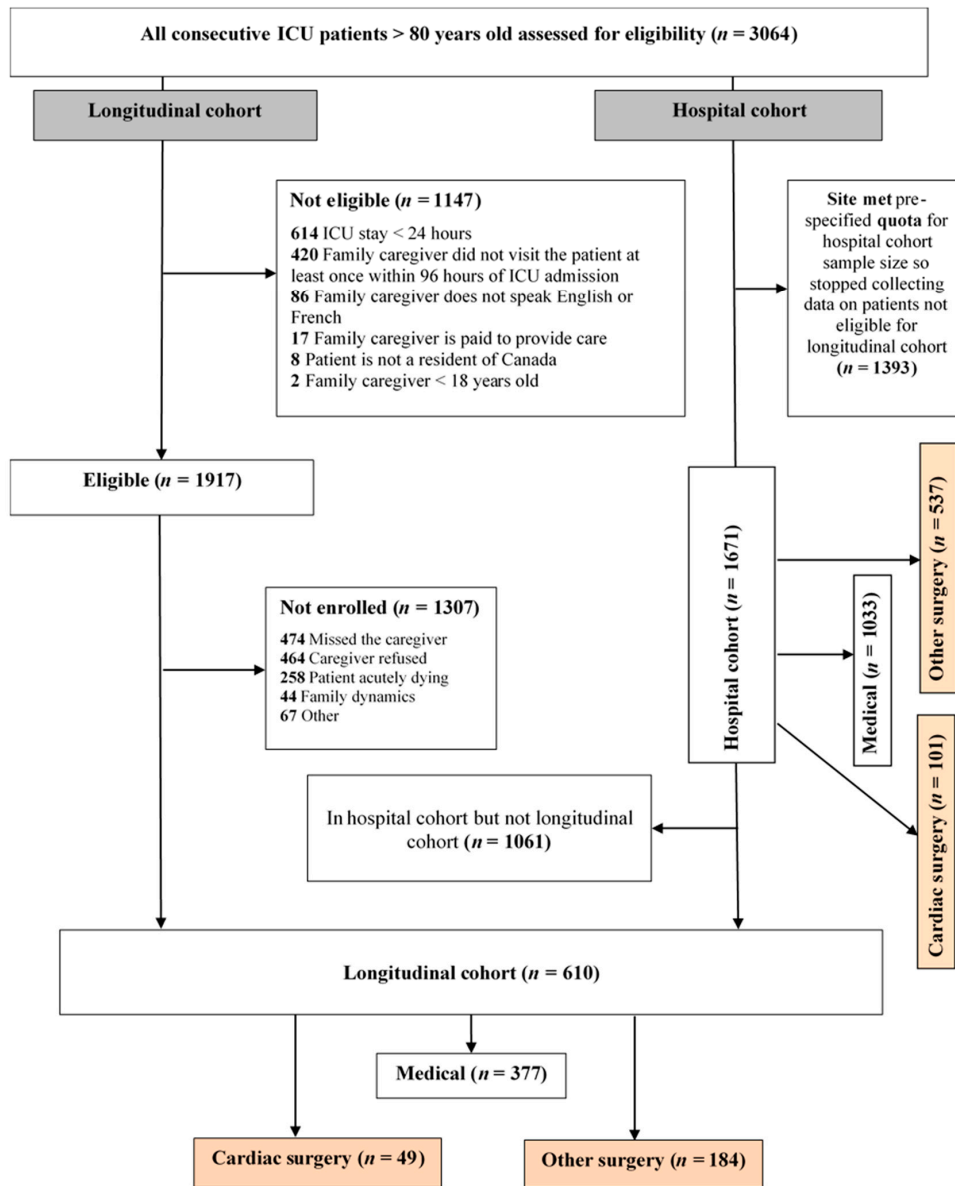 All consecutive ICU patients > 80 years old assessed for eligibility (n = 3064)
Longitudinal cohort
Hospital cohort
Not eligible (n = 1147)
614 ICU stay < 24 hours
420 Family caregiver did not visit the patient at
least once within 96 hours of ICU admission
86 Family caregiver does not speak English or
French
17 Family caregiver is paid to provide care
8 Patient is not a resident of Canada
2 Family caregiver < 18 years old
Site met pre-
specified quota for
hospital cohort
sample size so
stopped collecting
data on patients not
eligible for
longitudinal cohort
(n = 1393)
Eligible (n = 1917)
Not enrolled (n = 1307)
474 Missed the caregiver
464 Caregiver refused
258 Patient acutely dying
44 Family dynamics
67 Other
Hospital cohort (n = 1671)
Other surgery (n = 537)
Medical (n = 1033)
Cardiac surgery (n = 101)
In hospital cohort but not longitudinal
cohort (n = 1061)
Longitudinal cohort (n = 610)
Medical (n = 377)
Cardiac surgery (n = 49)
Other surgery (n = 184)